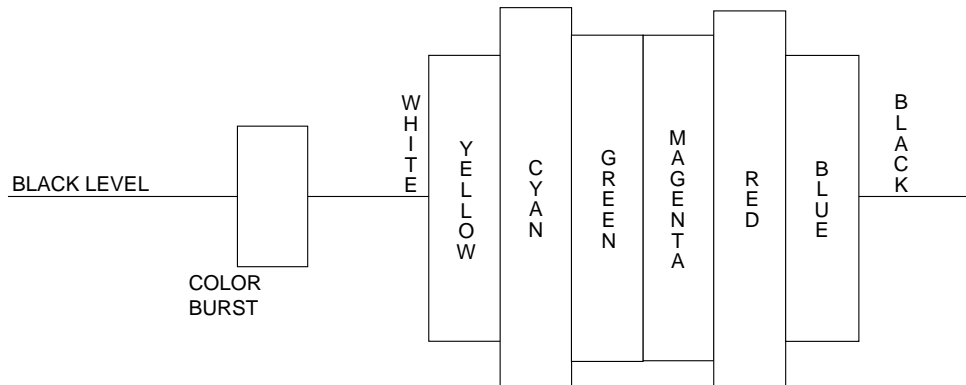 BLACK LEVEL
COLOR
BURST
WHITE
YELLOW
CYAN
GREEN
MAGENTA
RED
BLUE
BLACK